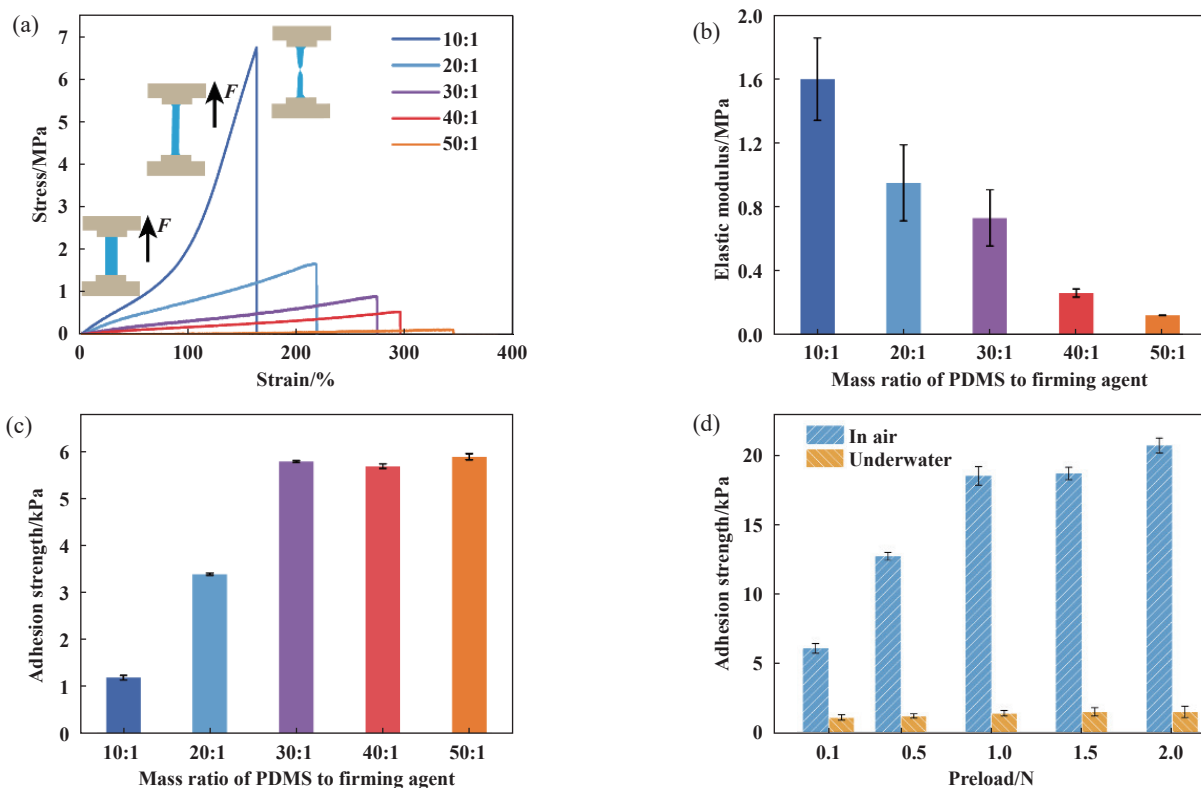 (a)
Stress/MPa
7
6
5
4
3
2
1
0
F
F
10:1
20:1
30:1
40:1
50:1
0 100 200 300 400
Strain/%
(b)
Elastic modulus/MPa
1.6
1.2
0.8
0.4
0.0
10:1 20:1 30:1 40:1 50:1
Mass ratio of PDMS to firming agent
(c)
Adhesion strength/kPa
6
5
4
3
2
1
0
10:1 20:1 30:1 40:1 50:1
Mass ratio of PDMS to firming agent
(d)
Adhesion strength/kPa
20
15
10
5
0
In air
Underwater
0.1 0.5 1.0 1.5 2.0
Preload/N